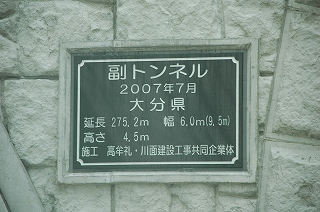 副トンネル
2007年7月
大分県
延長 275.2m 幅 6.0m(9.5m)
高さ 4.5m
施工 高牟礼・川面建設工事共同企業体